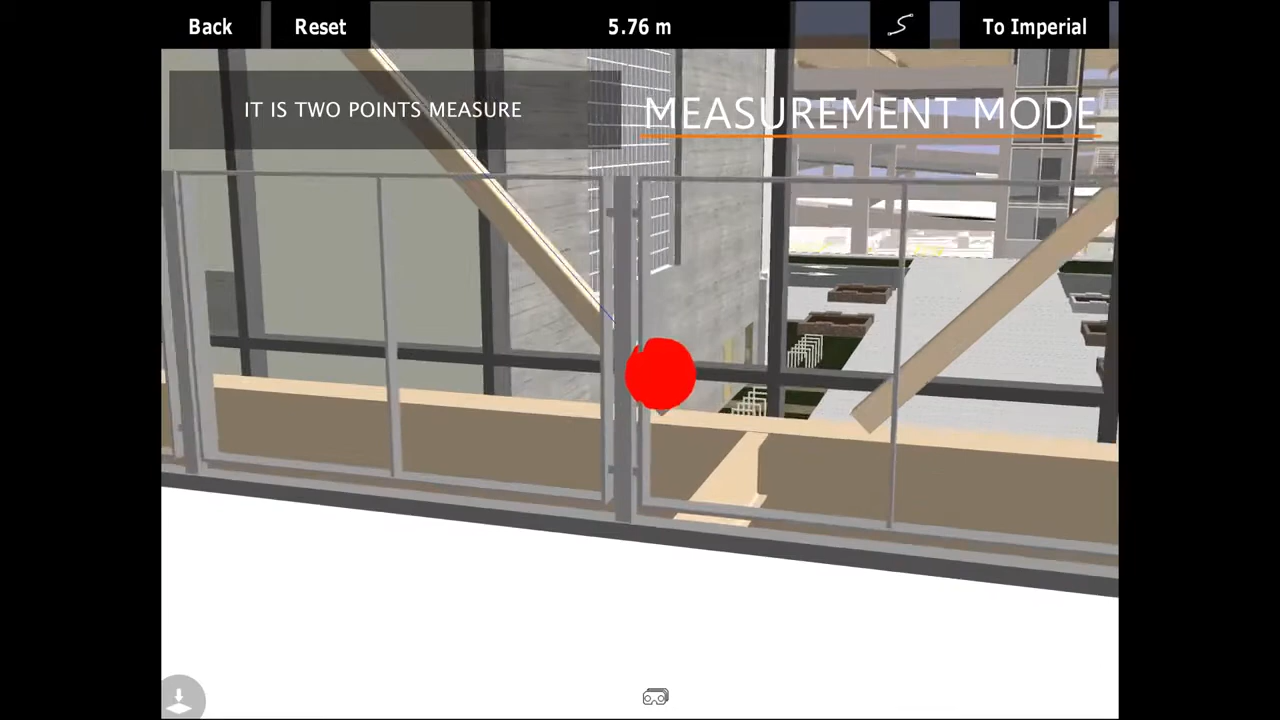 Back Reset 5.76 m To Imperial
IT IS TWO POINTS MEASURE
MEASUREMENT MODE